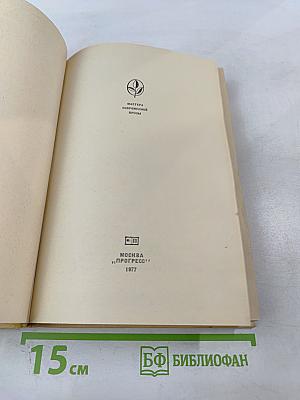 МАСТЕРА
СОВРЕМЕННОЙ
ПРОЗЫ
МОСКВА
„ПРОГРЕСС"
1977
15 см
БФ БИБЛИОФАН